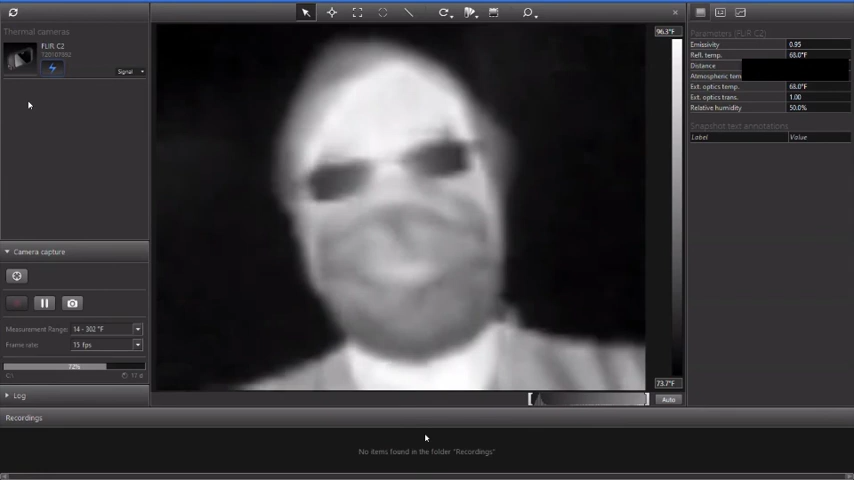 Thermal cameras
FLIR C2
720107592
Signal
Camera capture
Measurement Range: 14 - 302 °F
Frame rate: 15 fps
72%
C:\
17 d
Log
96.3°F
73.7°F
Auto
Parameters (FLIR C2)
Emissivity 0.95
Refl. temp. 68.0°F
Distance
Atmospheric tem
Ext. optics temp. 68.0°F
Ext. optics trans. 1.00
Relative humidity 50.0%
Snapshot text annotations
Label Value
Recordings
No items found in the folder "Recordings"